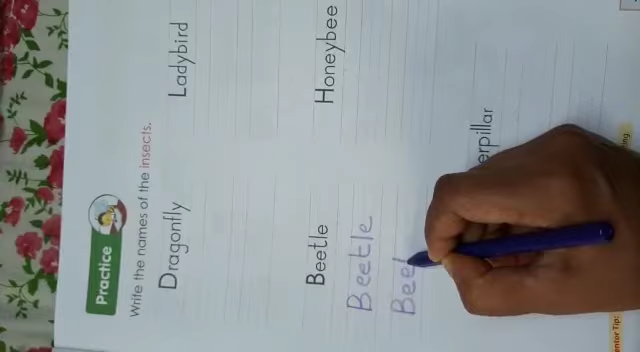 Practice
Write the names of the insects.
Dragonfly Ladybird
Beetle Honeybee
Beetle
Bee
erpillar